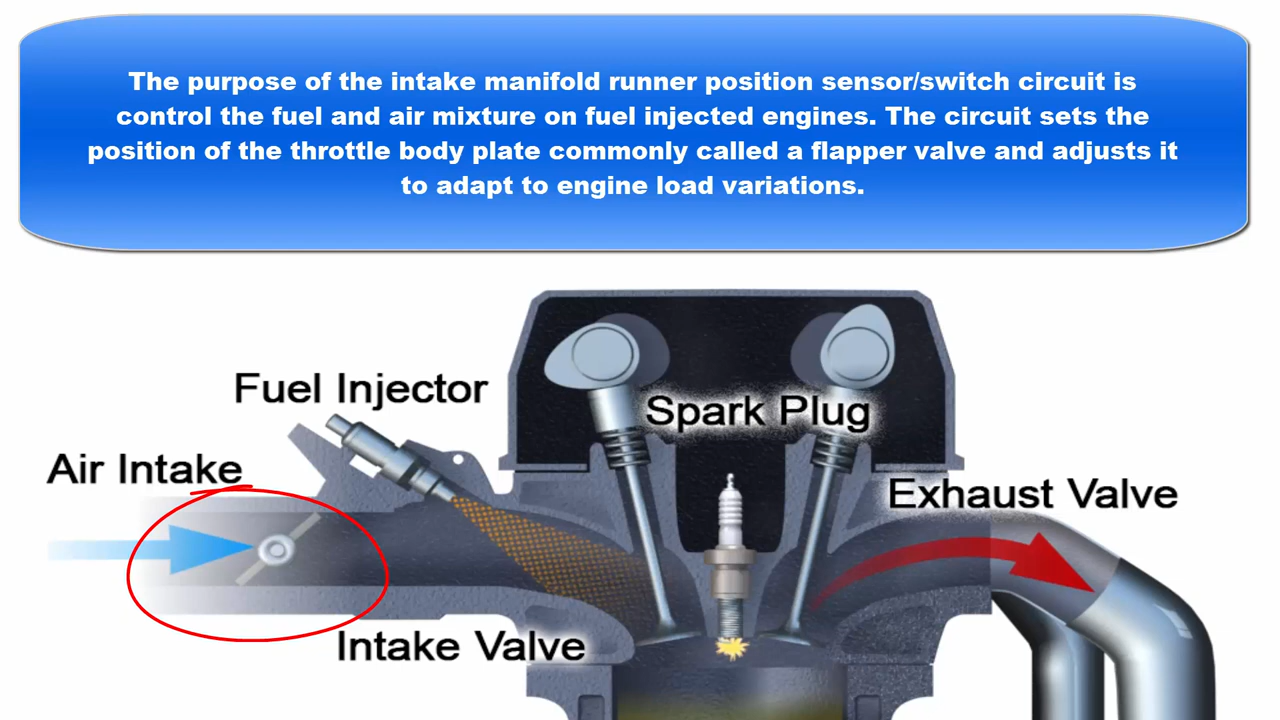 The purpose of the intake manifold runner position sensor/switch circuit is
control the fuel and air mixture on fuel injected engines. The circuit sets the
position of the throttle body plate commonly called a flapper valve and adjusts it
to adapt to engine load variations.
Fuel Injector
Spark Plug
Air Intake
Exhaust Valve
Intake Valve